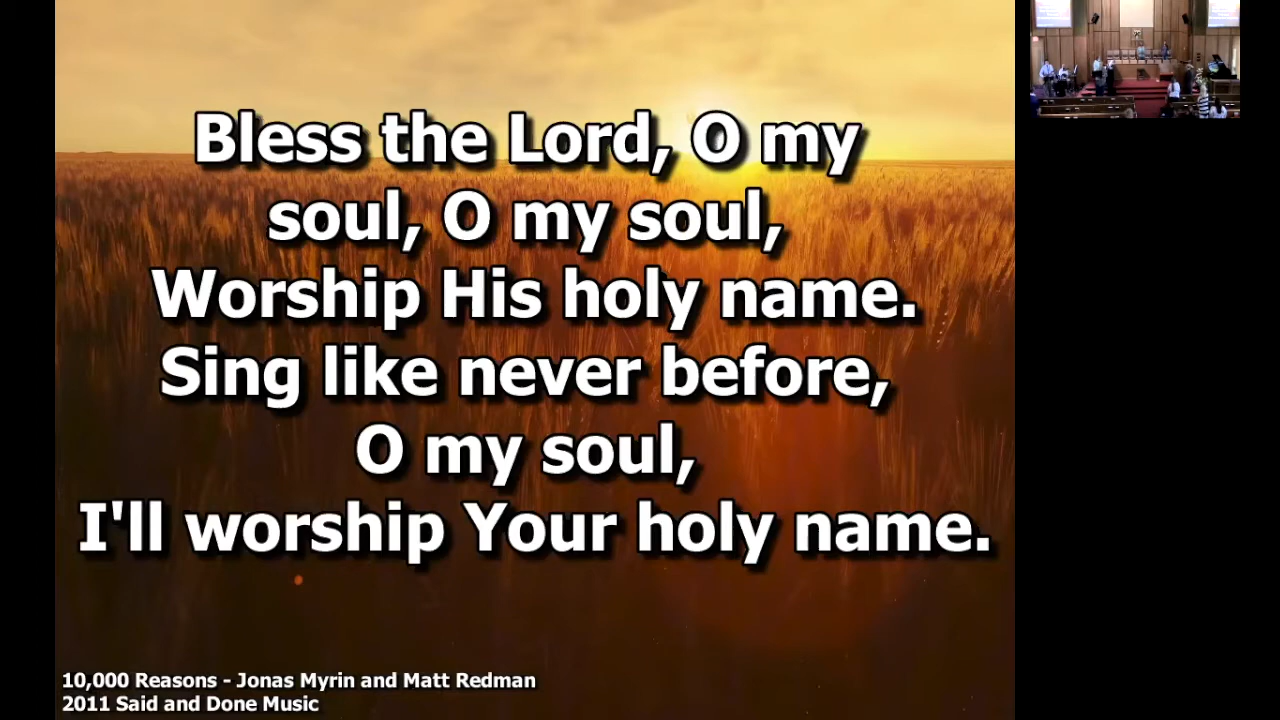 Bless the Lord, O my
soul, O my soul,
Worship His holy name.
Sing like never before,
O my soul,
I'll worship Your holy name.
10,000 Reasons - Jonas Myrin and Matt Redman
2011 Said and Done Music